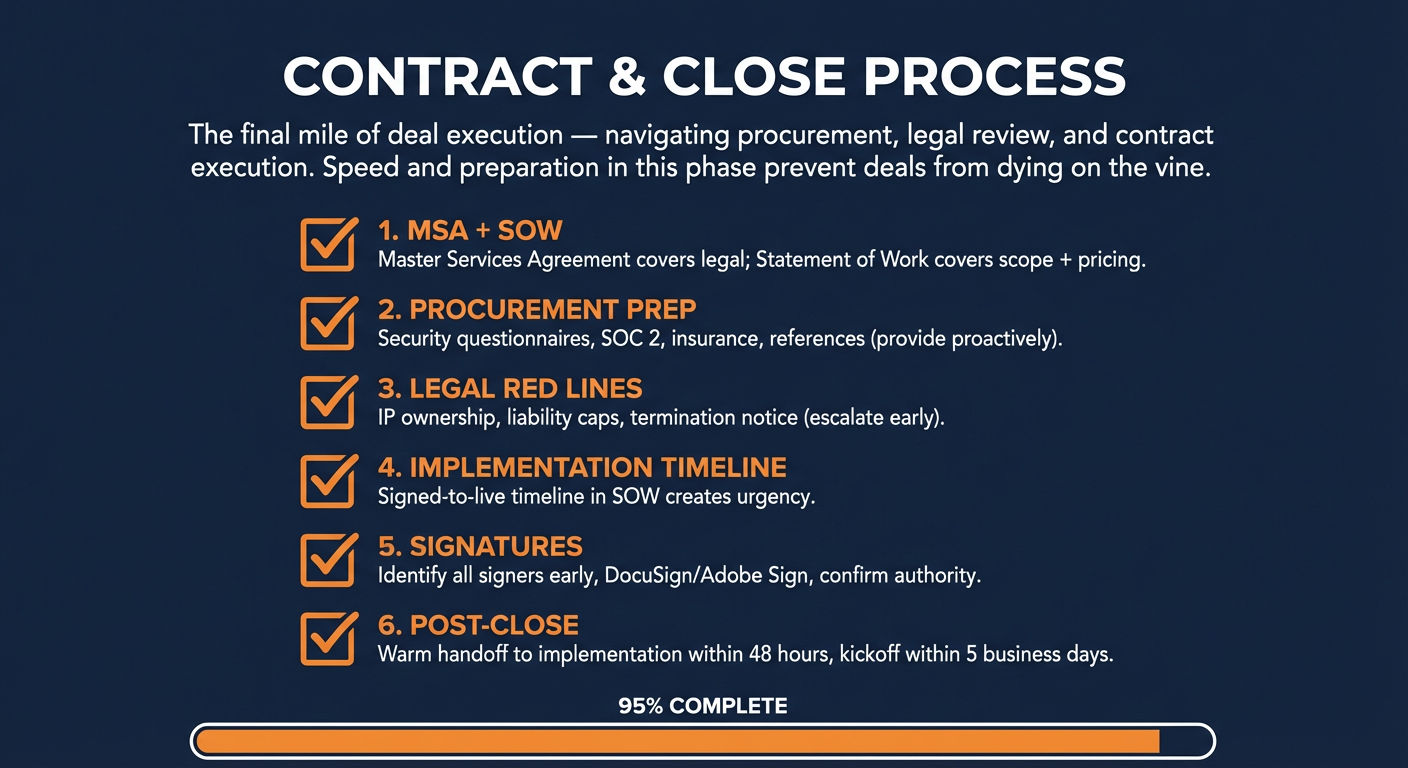 CONTRACT & CLOSE PROCESS
The final mile of deal execution — navigating procurement, legal review, and contract
execution. Speed and preparation in this phase prevent deals from dying on the vine.
1. MSA + SOW
Master Services Agreement covers legal; Statement of Work covers scope + pricing.
2. PROCUREMENT PREP
Security questionnaires, SOC 2, insurance, references (provide proactively).
3. LEGAL RED LINES
IP ownership, liability caps, termination notice (escalate early).
4. IMPLEMENTATION TIMELINE
Signed-to-live timeline in SOW creates urgency.
5. SIGNATURES
Identify all signers early, DocuSign/Adobe Sign, confirm authority.
6. POST-CLOSE
Warm handoff to implementation within 48 hours, kickoff within 5 business days.
95% COMPLETE